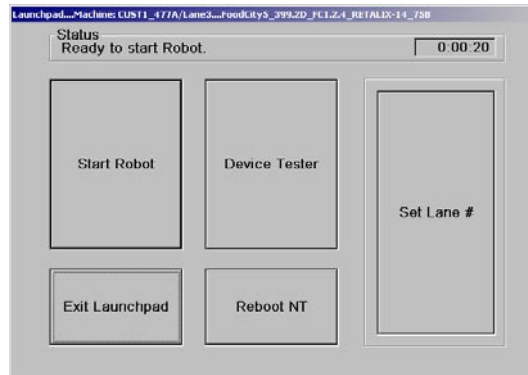 Launchpad....Machine: CUST1_477A/Lane3....FoodCity5_399.2D_FC1.2.4_RETALIX-14_75B
Status
Ready to start Robot.
0:00:20
Start Robot
Device Tester
Set Lane #
Exit Launchpad
Reboot NT